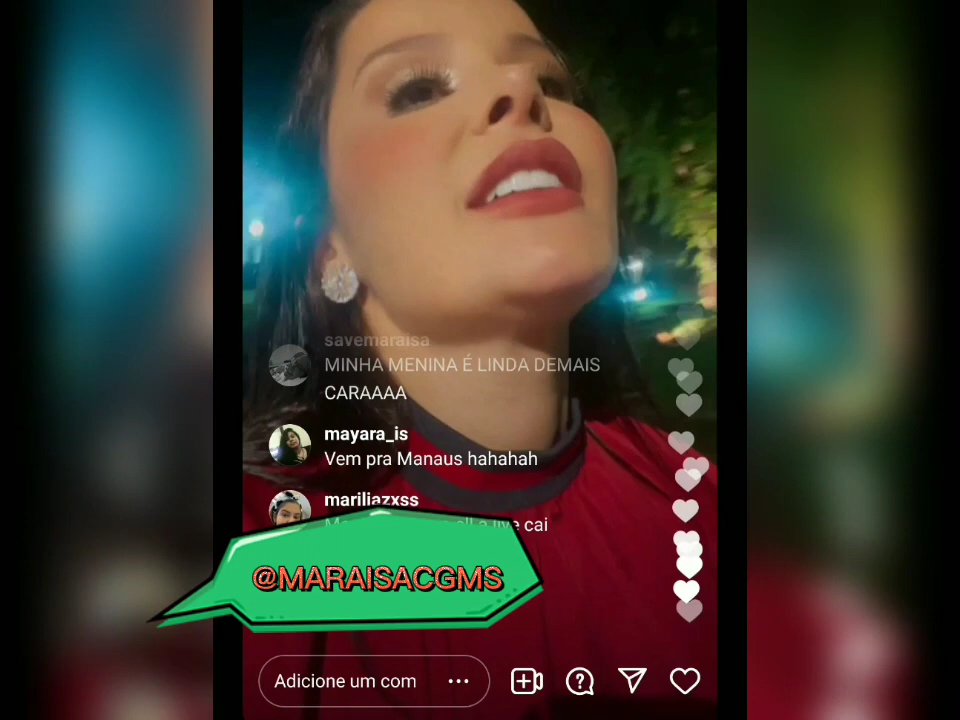 savemaraisa
MINHA MENINA É LINDA DEMAIS
CARAAAA
mayara_is
Vem pra Manaus hahahah
mariliazxss
live cai
@MARAISACGMS
Adicione um com